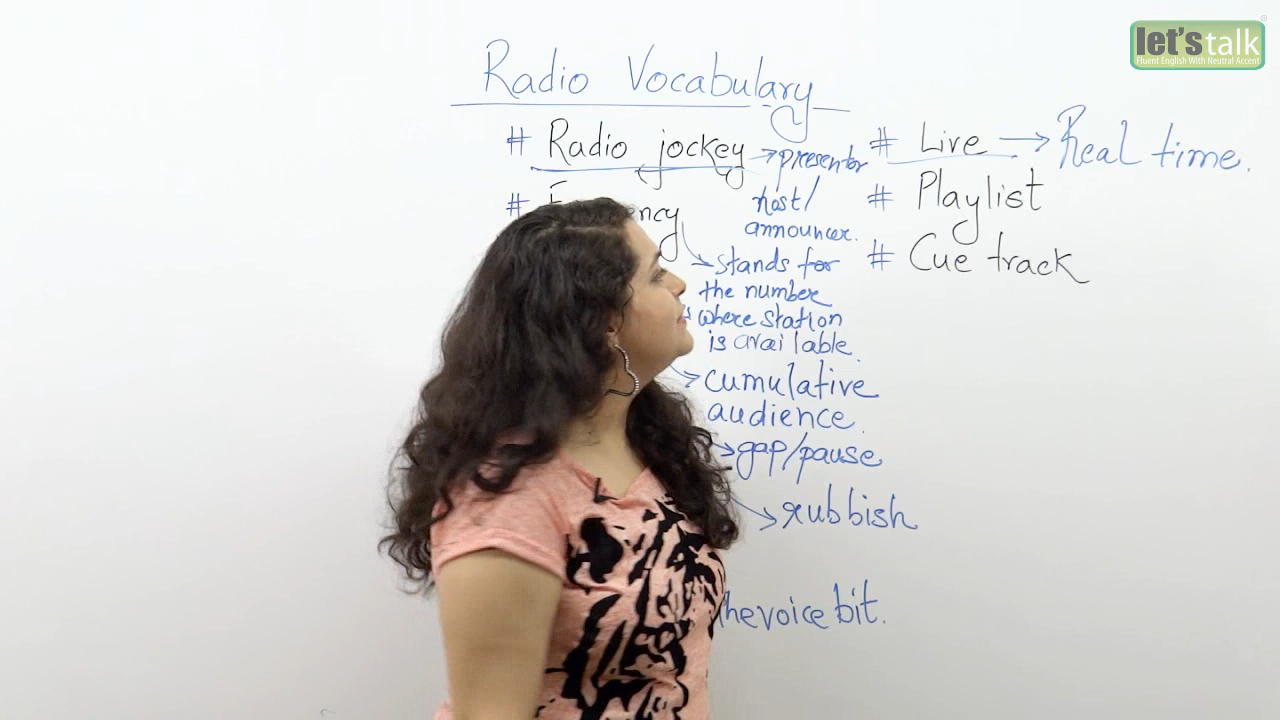 let's talk
Fluent English With Neutral Accent
Radio Vocabulary
# Radio jockey → presenter
host/
announcer.
#
stands for
the number
where station
is available.
cumulative
audience.
gap/pause
rubbish
voice bit.
# Live → Real time.
# Playlist
# Cue track